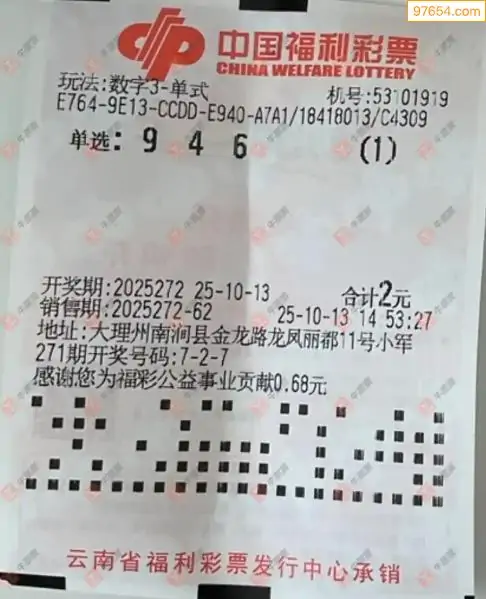 97654.com
中国福利彩票
CHINA WELFARE LOTTERY
玩法:数字3-单式 机号:53101919
E764-9E13-CCDD-E940-A7A1/18418013/C4309
单选: 9 4 6 (1)
开奖期:2025272 25-10-13 合计2元
销售期:2025272-62 25-10-13 14 53:27
地址:大理州南涧县金龙路龙凤丽都11号小军
271期开奖号码:7-2-7
感谢您为福彩公益事业贡献0.68元
云南省福利彩票发行中心承销